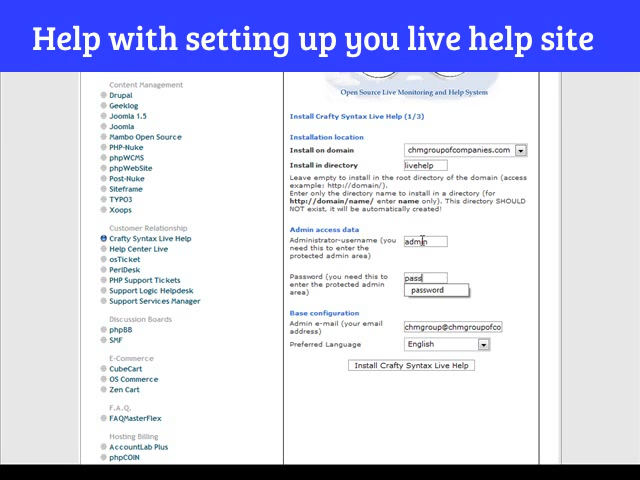 Help with setting up you live help site
Content Management
Drupal
Geeklog
Joomla 1.5
Joomla
Mambo Open Source
PHP-Nuke
phpWCMS
phpWebSite
Post-Nuke
Siteframe
TYPO3
Xoops
Customer Relationship
Crafty Syntax Live Help
Help Center Live
osTicket
PeriDesk
PHP Support Tickets
Support Logic Helpdesk
Support Services Manager
Discussion Boards
phpBB
SMF
E-Commerce
CubeCart
OS Commerce
Zen Cart
F.A.Q.
FAQMasterFlex
Hosting Billing
AccountLab Plus
phpCOIN
Open Source Live Monitoring and Help System
Install Crafty Syntax Live Help (1/3)
Installation location
Install on domain chmgroupofcompanies.com
Install in directory livehelp
Leave empty to install in the root directory of the domain (access
example: http://domain/).
Enter only the directory name to install in a directory (for
http://domain/name/ enter name only). This directory SHOULD
NOT exist, it will be automatically created!
Admin access data
Administrator-username (you admin
need this to enter the
protected admin area)
Password (you need this to pass
enter the protected admin password
area)
Base configuration
Admin e-mail (your email chmgroup@chmgroupofco
address)
Preferred Language English
Install Crafty Syntax Live Help